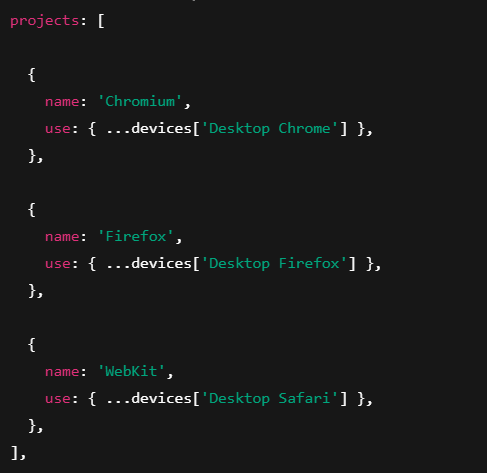 projects: [
{
name: 'Chromium',
use: { ...devices['Desktop Chrome'] },
},
{
name: 'Firefox',
use: { ...devices['Desktop Firefox'] },
},
{
name: 'WebKit',
use: { ...devices['Desktop Safari'] },
},
],